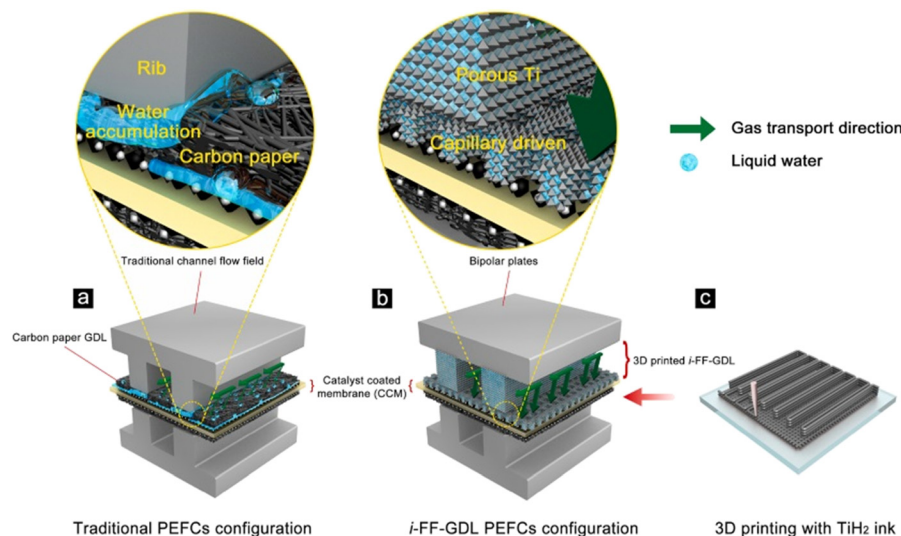 Rib
Water
accumulation
Carbon paper
Porous Ti
Capillary driven
Gas transport direction
Liquid water
Traditional channel flow field
Bipolar plates
a
b
c
Carbon paper GDL
Catalyst coated
membrane (CCM)
3D printed i-FF-GDL
Traditional PEFCs configuration
i-FF-GDL PEFCs configuration
3D printing with TiH₂ ink